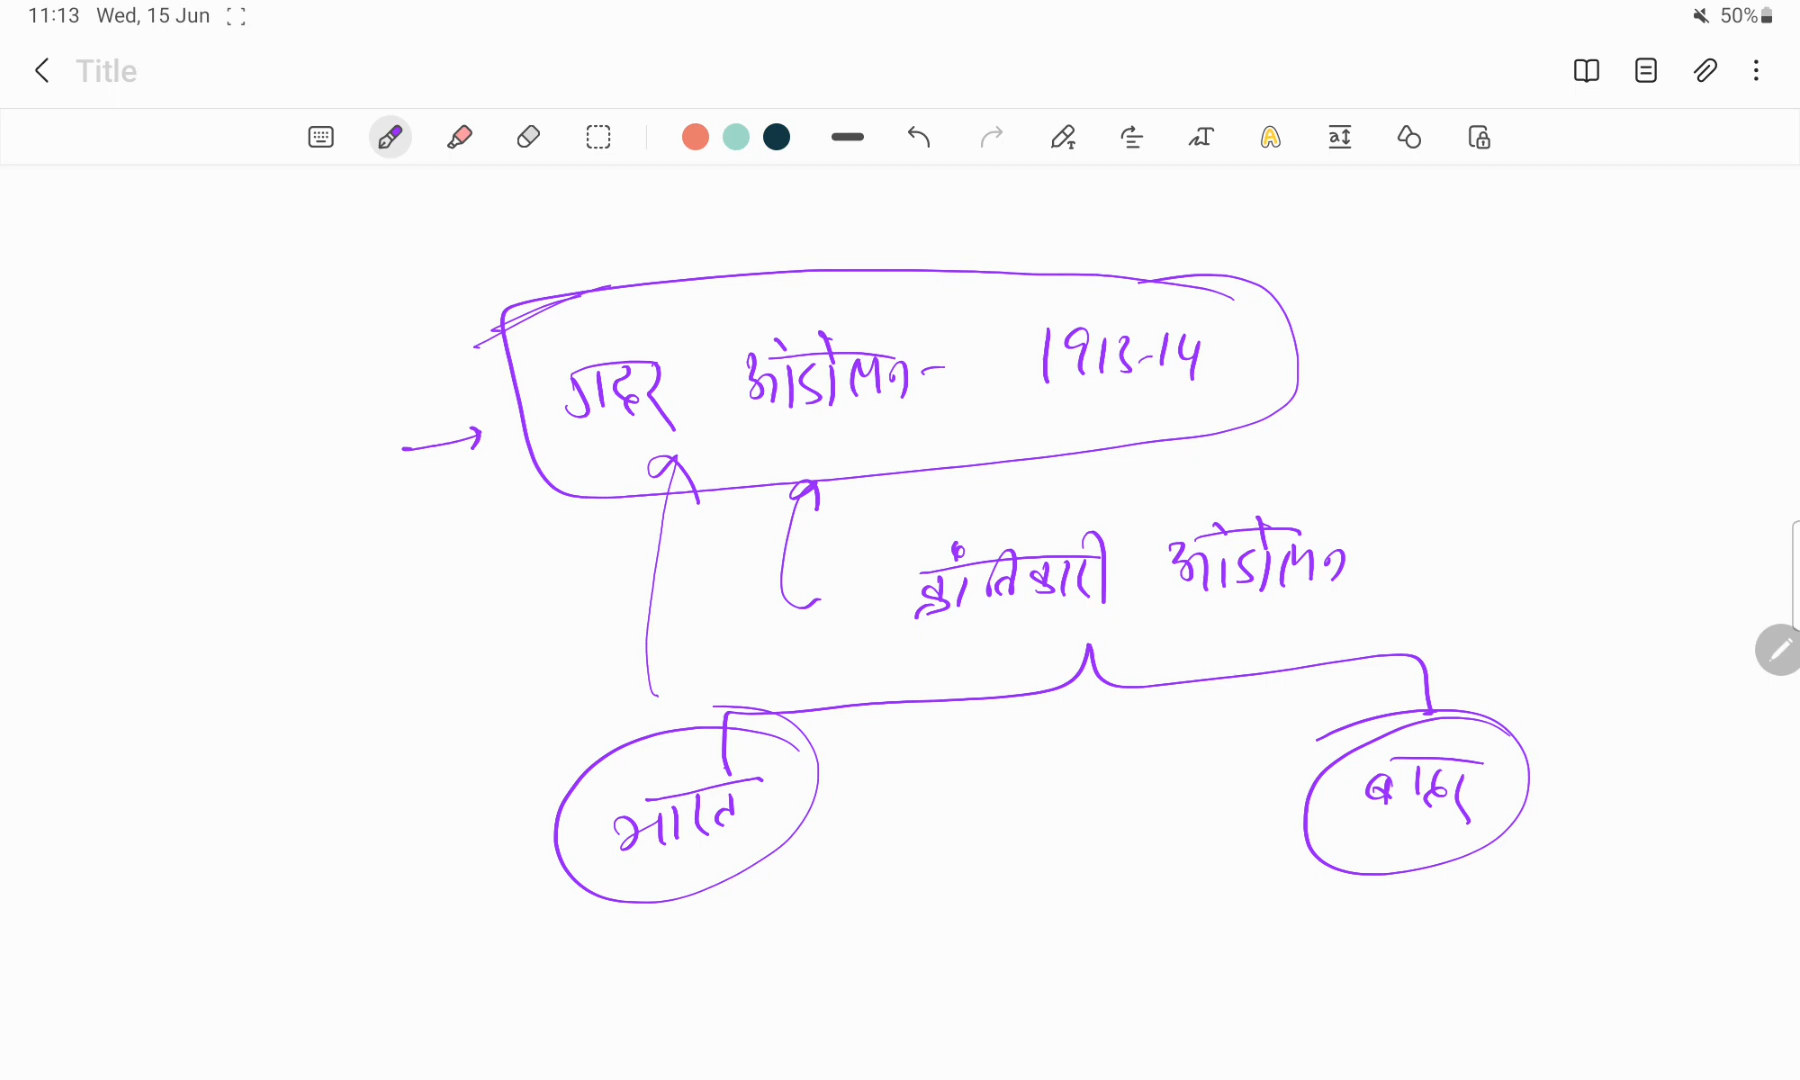 11:13 Wed, 15 Jun 50%
Title
गदर आंडोलन - 1913-14
क्रांतिकारी आंडोलन
भारत
बाहर